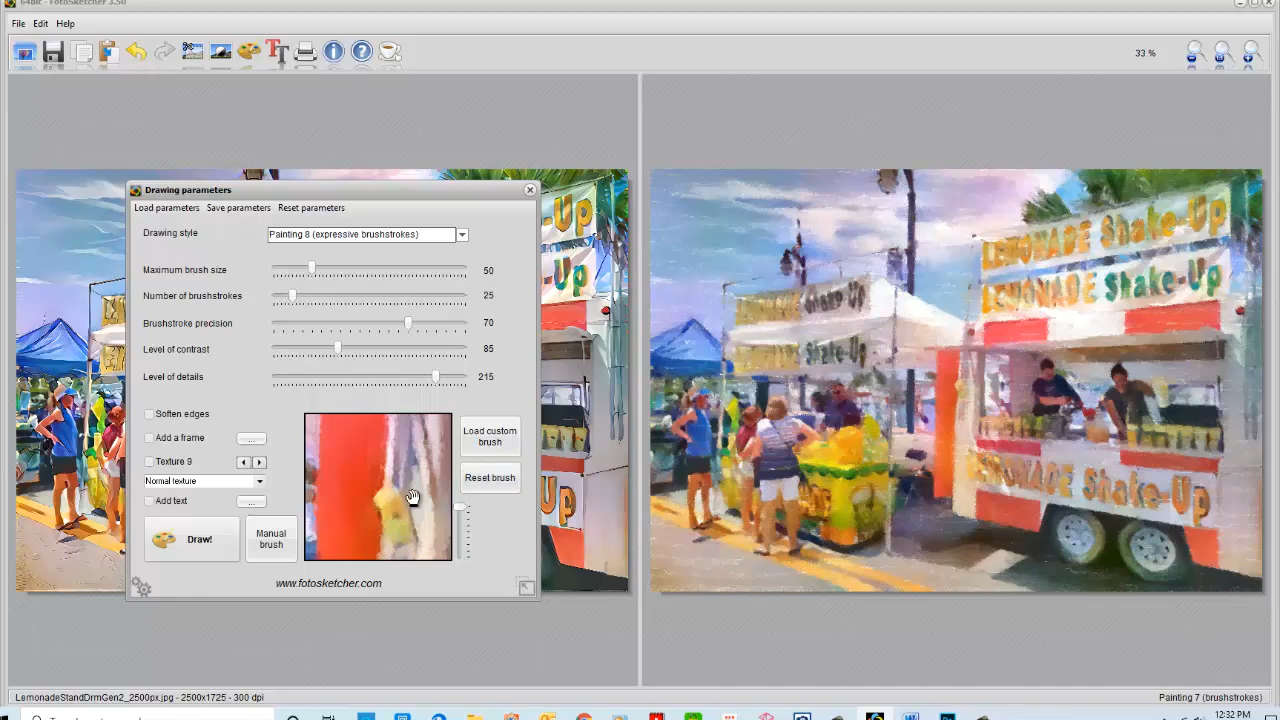 64bit - FotoSketcher 3.50
File Edit Help
33 %
Drawing parameters
Load parameters Save parameters Reset parameters
Drawing style Painting 8 (expressive brushstrokes)
Maximum brush size 50
Number of brushstrokes 25
Brushstroke precision 70
Level of contrast 85
Level of details 215
Soften edges
Add a frame ...
Texture 9
Normal texture
Add text ...
Draw!
Manual brush
Load custom brush
Reset brush
www.fotosketcher.com
-Up
Up
Up
LEMONADE Shake-Up
LEMONADE Shake-Up
Shake-Up
Shake-Up
Shake-Up
LemonadeStandDrmGen2_2500px.jpg - 2500x1725 - 300 dpi
Painting 7 (brushstrokes)
12:32 PM